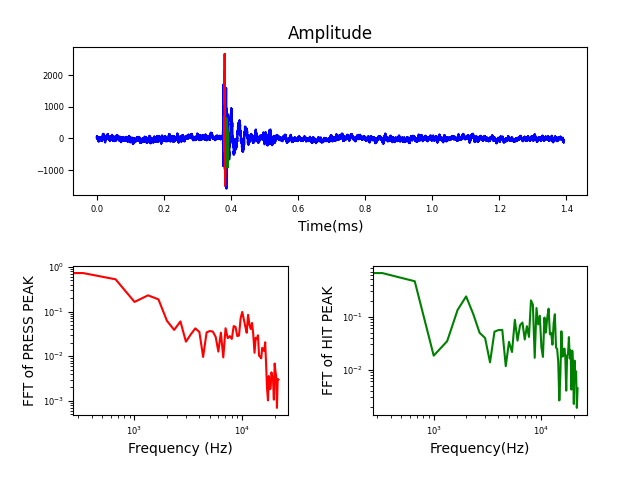 Amplitude
2000
1000
0
−1000
0.0 0.2 0.4 0.6 0.8 1.0 1.2 1.4
Time(ms)
FFT of PRESS PEAK
10⁰
10⁻¹
10⁻²
10⁻³
10³ 10⁴
Frequency (Hz)
FFT of HIT PEAK
10⁻¹
10⁻²
10³ 10⁴
Frequency(Hz)